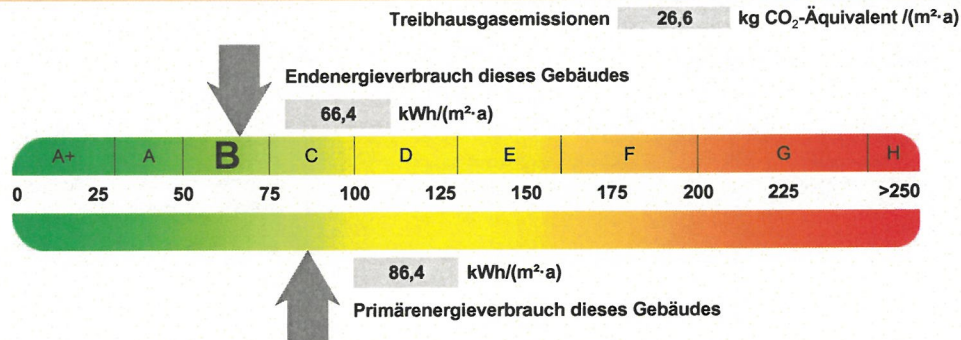 Treibhausgasemissionen 26,6 kg CO₂-Äquivalent /(m²·a)
Endenergieverbrauch dieses Gebäudes
66,4 kWh/(m²·a)
A+ A B C D E F G H
0 25 50 75 100 125 150 175 200 225 >250
86,4 kWh/(m²·a)
Primärenergieverbrauch dieses Gebäudes